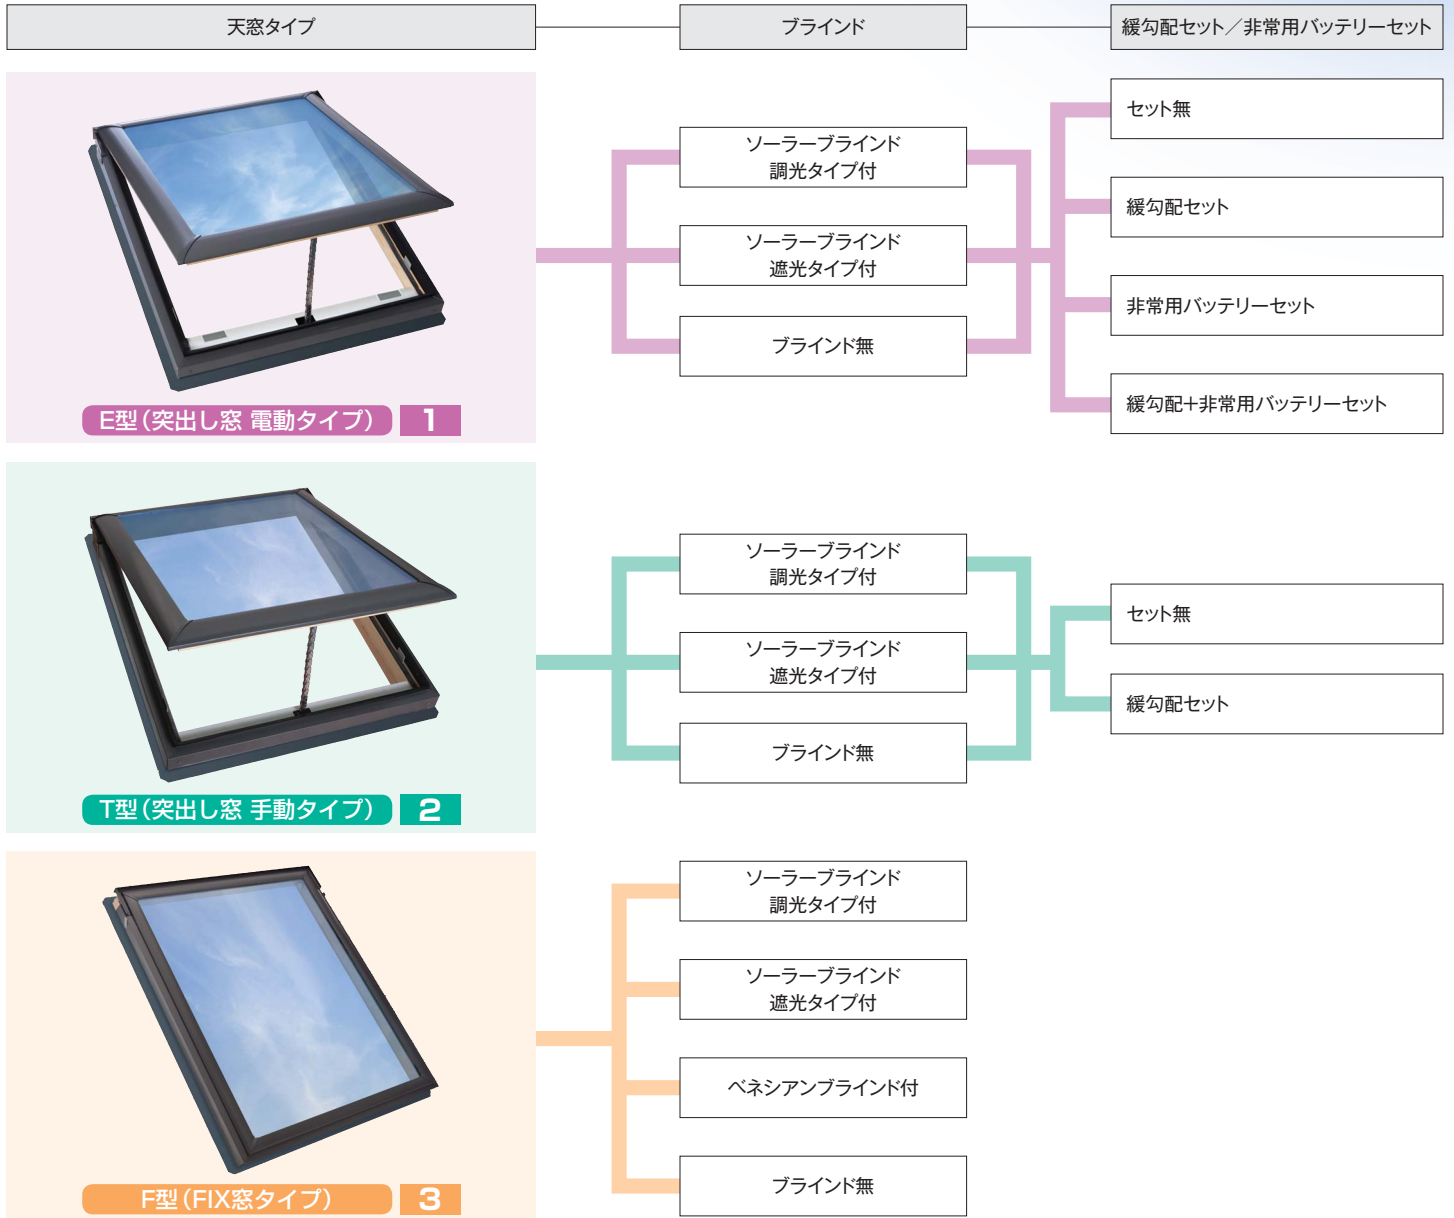 天窓タイプ
ブラインド
緩勾配セット／非常用バッテリーセット
E型（突出し窓 電動タイプ）
1
ソーラーブラインド
調光タイプ付
ソーラーブラインド
遮光タイプ付
ブラインド無
セット無
緩勾配セット
非常用バッテリーセット
緩勾配＋非常用バッテリーセット
T型（突出し窓 手動タイプ）
2
ソーラーブラインド
調光タイプ付
ソーラーブラインド
遮光タイプ付
ブラインド無
セット無
緩勾配セット
F型（FIX窓タイプ）
3
ソーラーブラインド
調光タイプ付
ソーラーブラインド
遮光タイプ付
ベネシアンブラインド付
ブラインド無